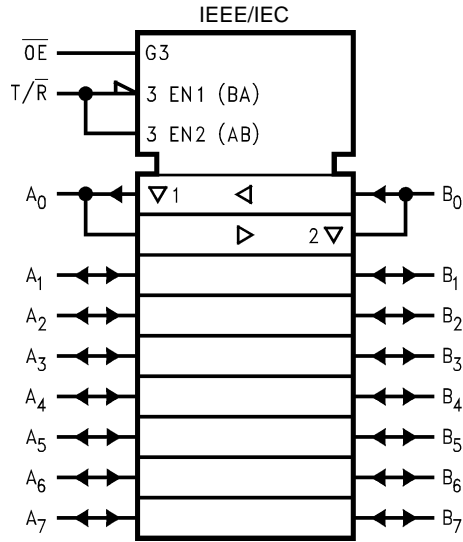 IEEE/IEC
O̅E̅ G3
T/R̅ 3 EN1 (BA)
3 EN2 (AB)
A0 1 B0
2
A1 B1
A2 B2
A3 B3
A4 B4
A5 B5
A6 B6
A7 B7